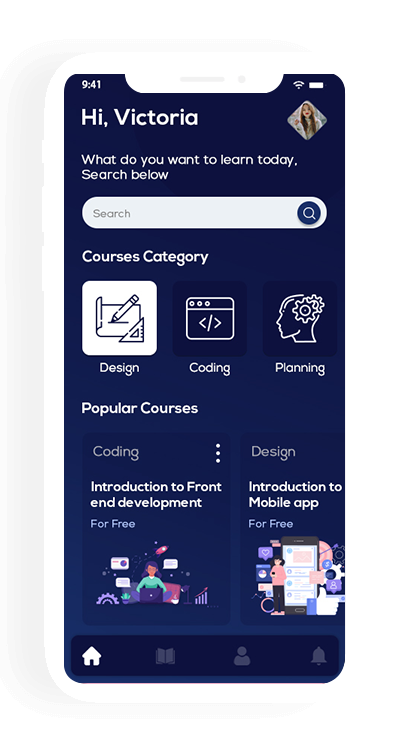 9:41
Hi, Victoria
What do you want to learn today,
Search below
Search
Courses Category
Design
Coding
Planning
Popular Courses
Coding
Introduction to Front
end development
For Free
Design
Introduction to
Mobile app
For Free